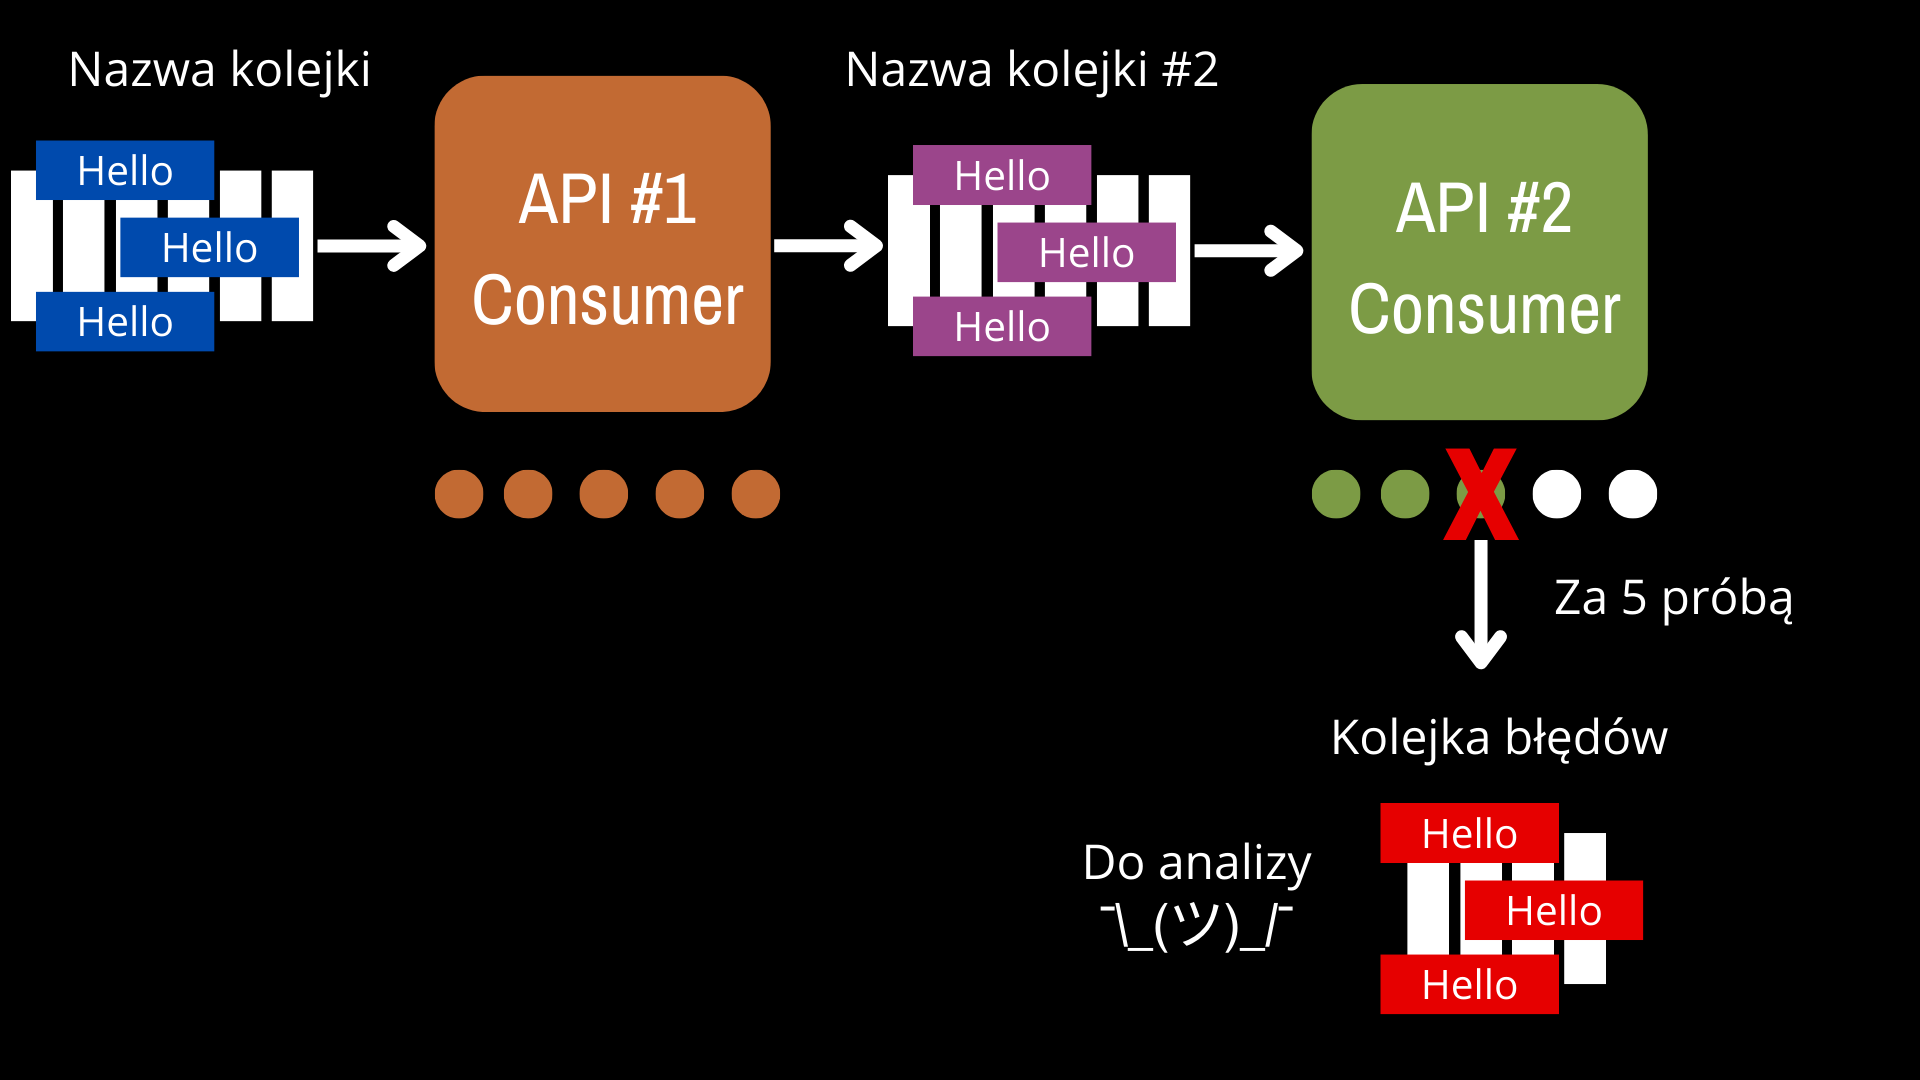 Nazwa kolejki
Hello
Hello
Hello
API #1
Consumer
Nazwa kolejki #2
Hello
Hello
Hello
API #2
Consumer
X
Za 5 próbą
Kolejka błędów
Do analizy
¯\_(ツ)_/¯
Hello
Hello
Hello